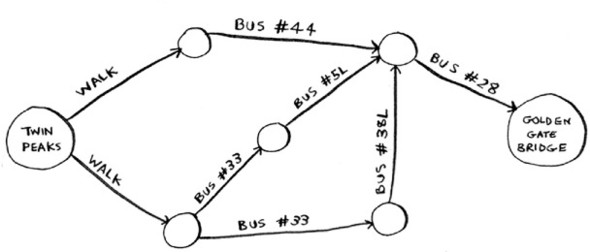 BUS #44
WALK
BUS #5L
BUS #28
TWIN
PEAKS
GOLDEN
GATE
BRIDGE
WALK
BUS #33
BUS #38L
BUS #33